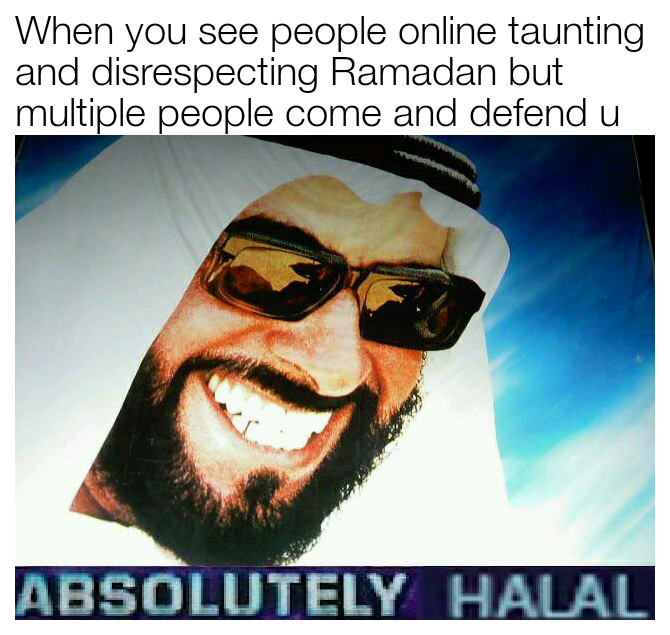 When you see people online taunting
and disrespecting Ramadan but
multiple people come and defend u
ABSOLUTELY HALAL